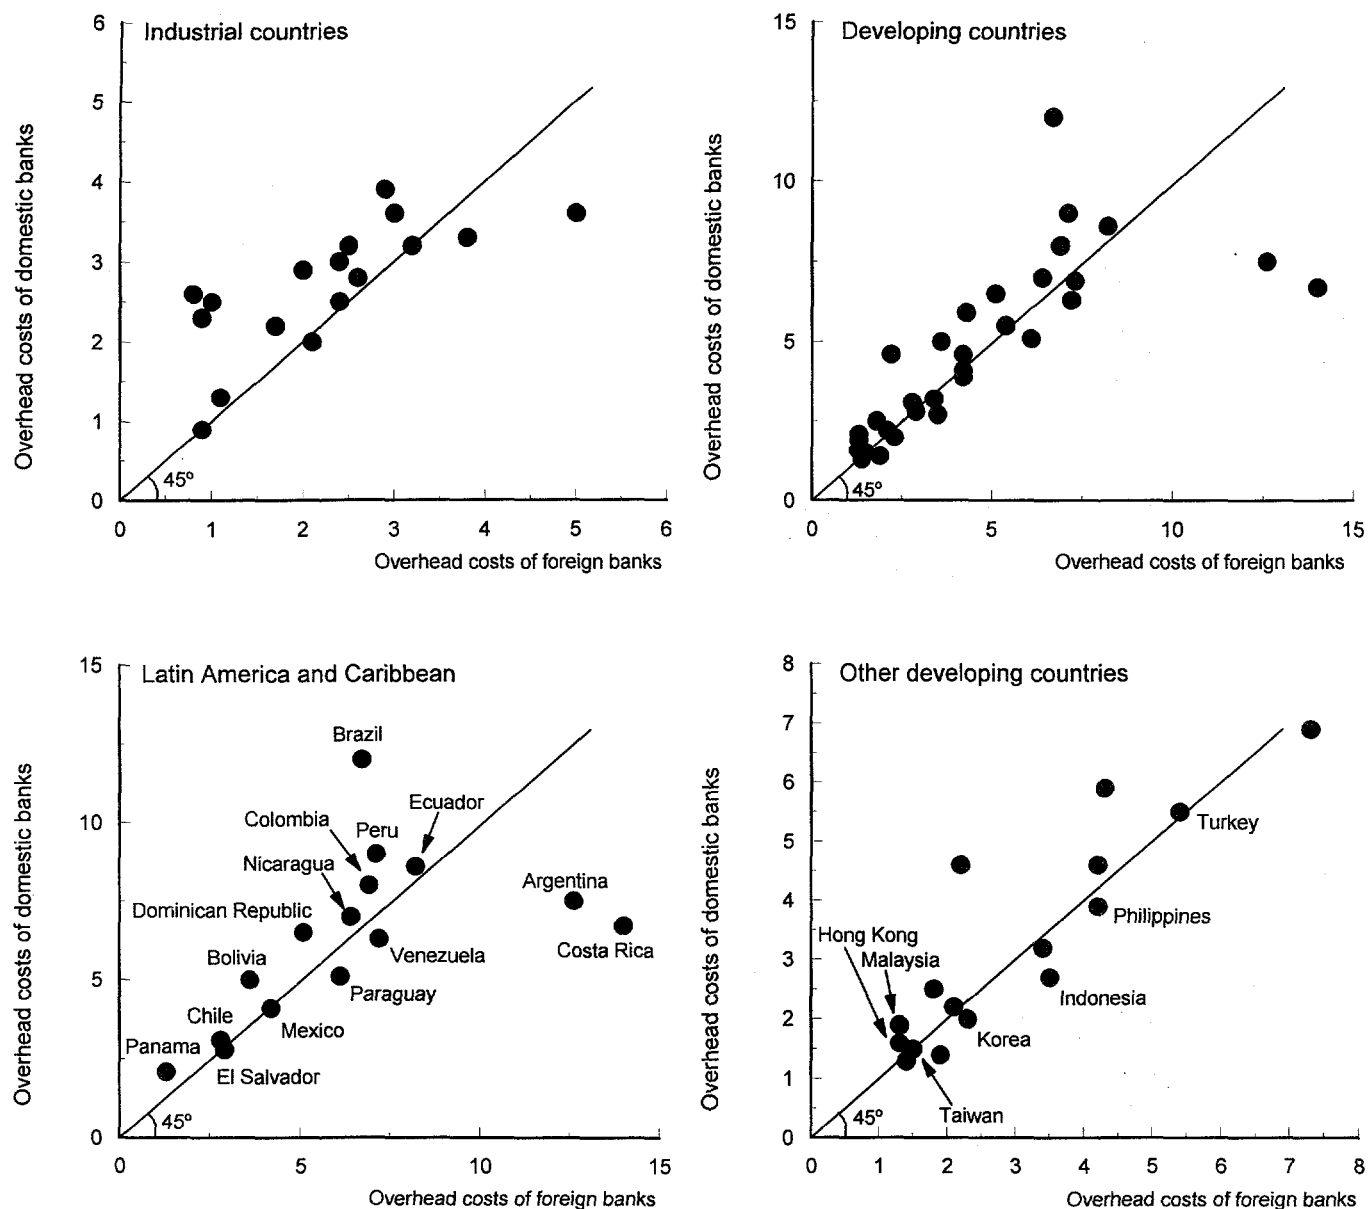 Industrial countries
Overhead costs of domestic banks
6
5
4
3
2
1
0
45º
0 1 2 3 4 5 6
Overhead costs of foreign banks
Developing countries
Overhead costs of domestic banks
15
10
5
0
45º
0 5 10 15
Overhead costs of foreign banks
Latin America and Caribbean
Overhead costs of domestic banks
15
10
5
0
Brazil
Ecuador
Colombia
Peru
Nicaragua
Argentina
Dominican Republic
Costa Rica
Bolivia
Venezuela
Paraguay
Chile
Mexico
Panama
El Salvador
45º
0 5 10 15
Overhead costs of foreign banks
Other developing countries
Overhead costs of domestic banks
8
7
6
5
4
3
2
1
0
Turkey
Philippines
Hong Kong
Malaysia
Indonesia
Korea
Taiwan
45º
0 1 2 3 4 5 6 7 8
Overhead costs of foreign banks